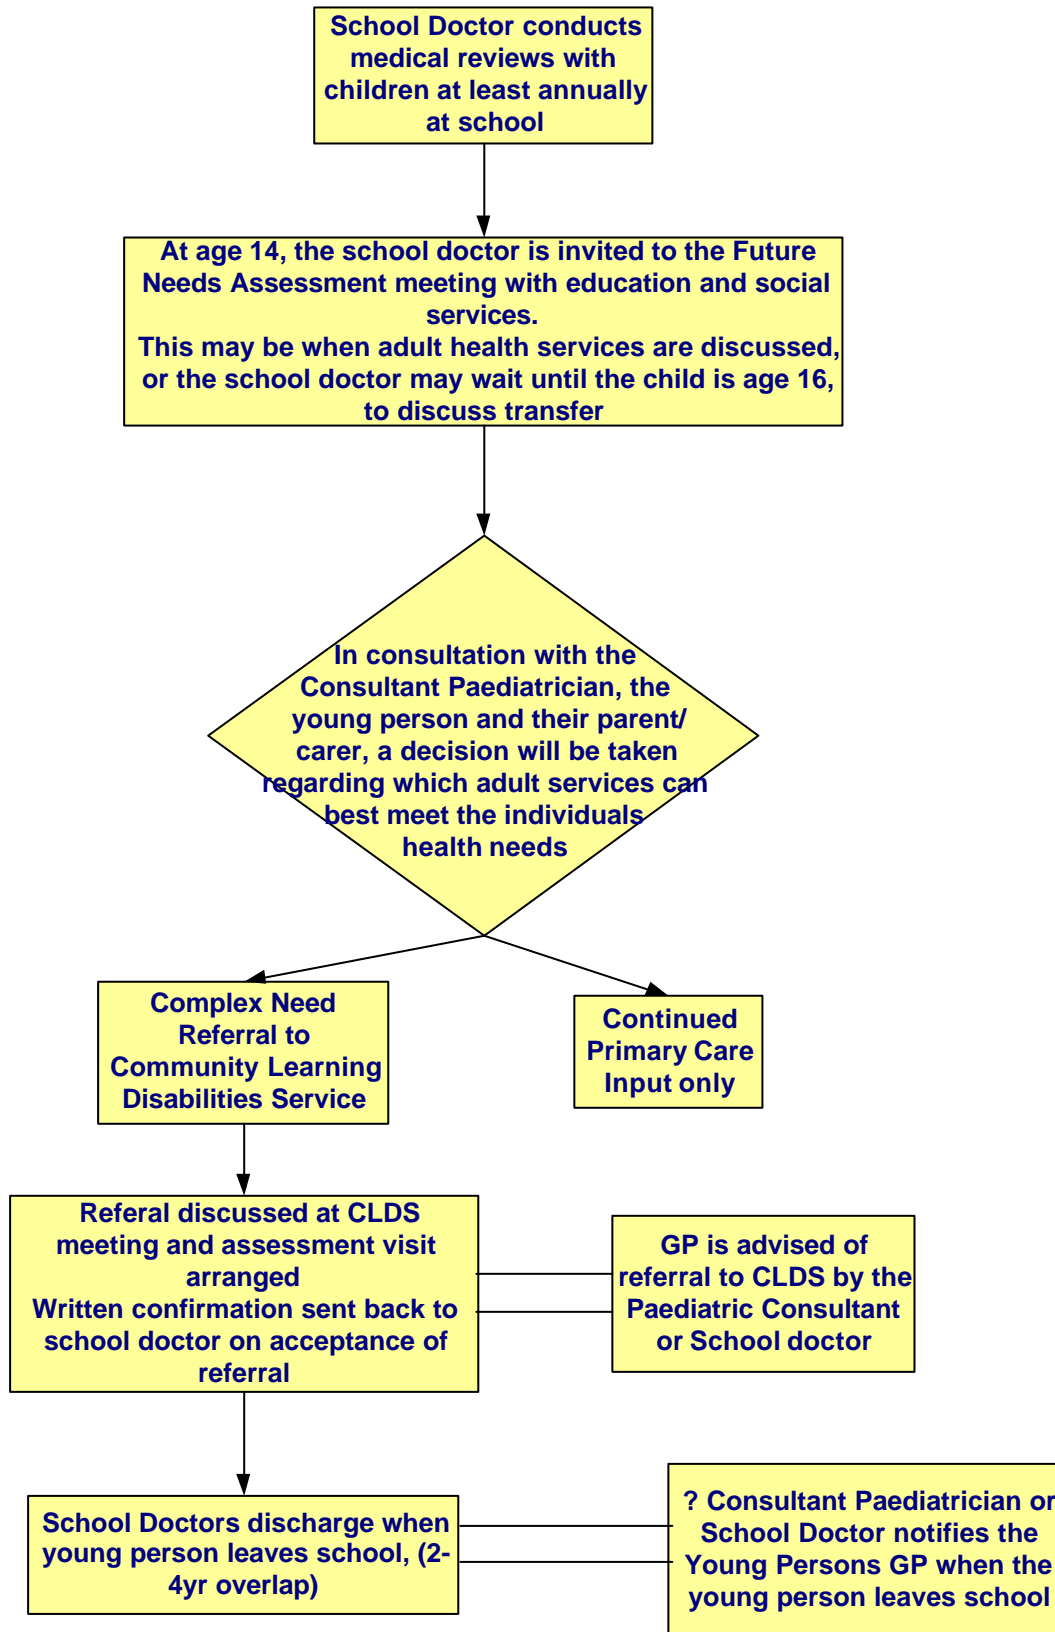 School Doctor conducts
medical reviews with
children at least annually
at school
At age 14, the school doctor is invited to the Future
Needs Assessment meeting with education and social
services.
This may be when adult health services are discussed,
or the school doctor may wait until the child is age 16,
to discuss transfer
In consultation with the
Consultant Paediatrician, the
young person and their parent/
carer, a decision will be taken
regarding which adult services can
best meet the individuals
health needs
Complex Need
Referral to
Community Learning
Disabilities Service
Continued
Primary Care
Input only
Referal discussed at CLDS
meeting and assessment visit
arranged
Written confirmation sent back to
school doctor on acceptance of
referral
GP is advised of
referral to CLDS by the
Paediatric Consultant
or School doctor
School Doctors discharge when
young person leaves school, (2-
4yr overlap)
? Consultant Paediatrician or
School Doctor notifies the
Young Persons GP when the
young person leaves school